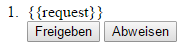 1. {{request}}
Freigeben Abweisen